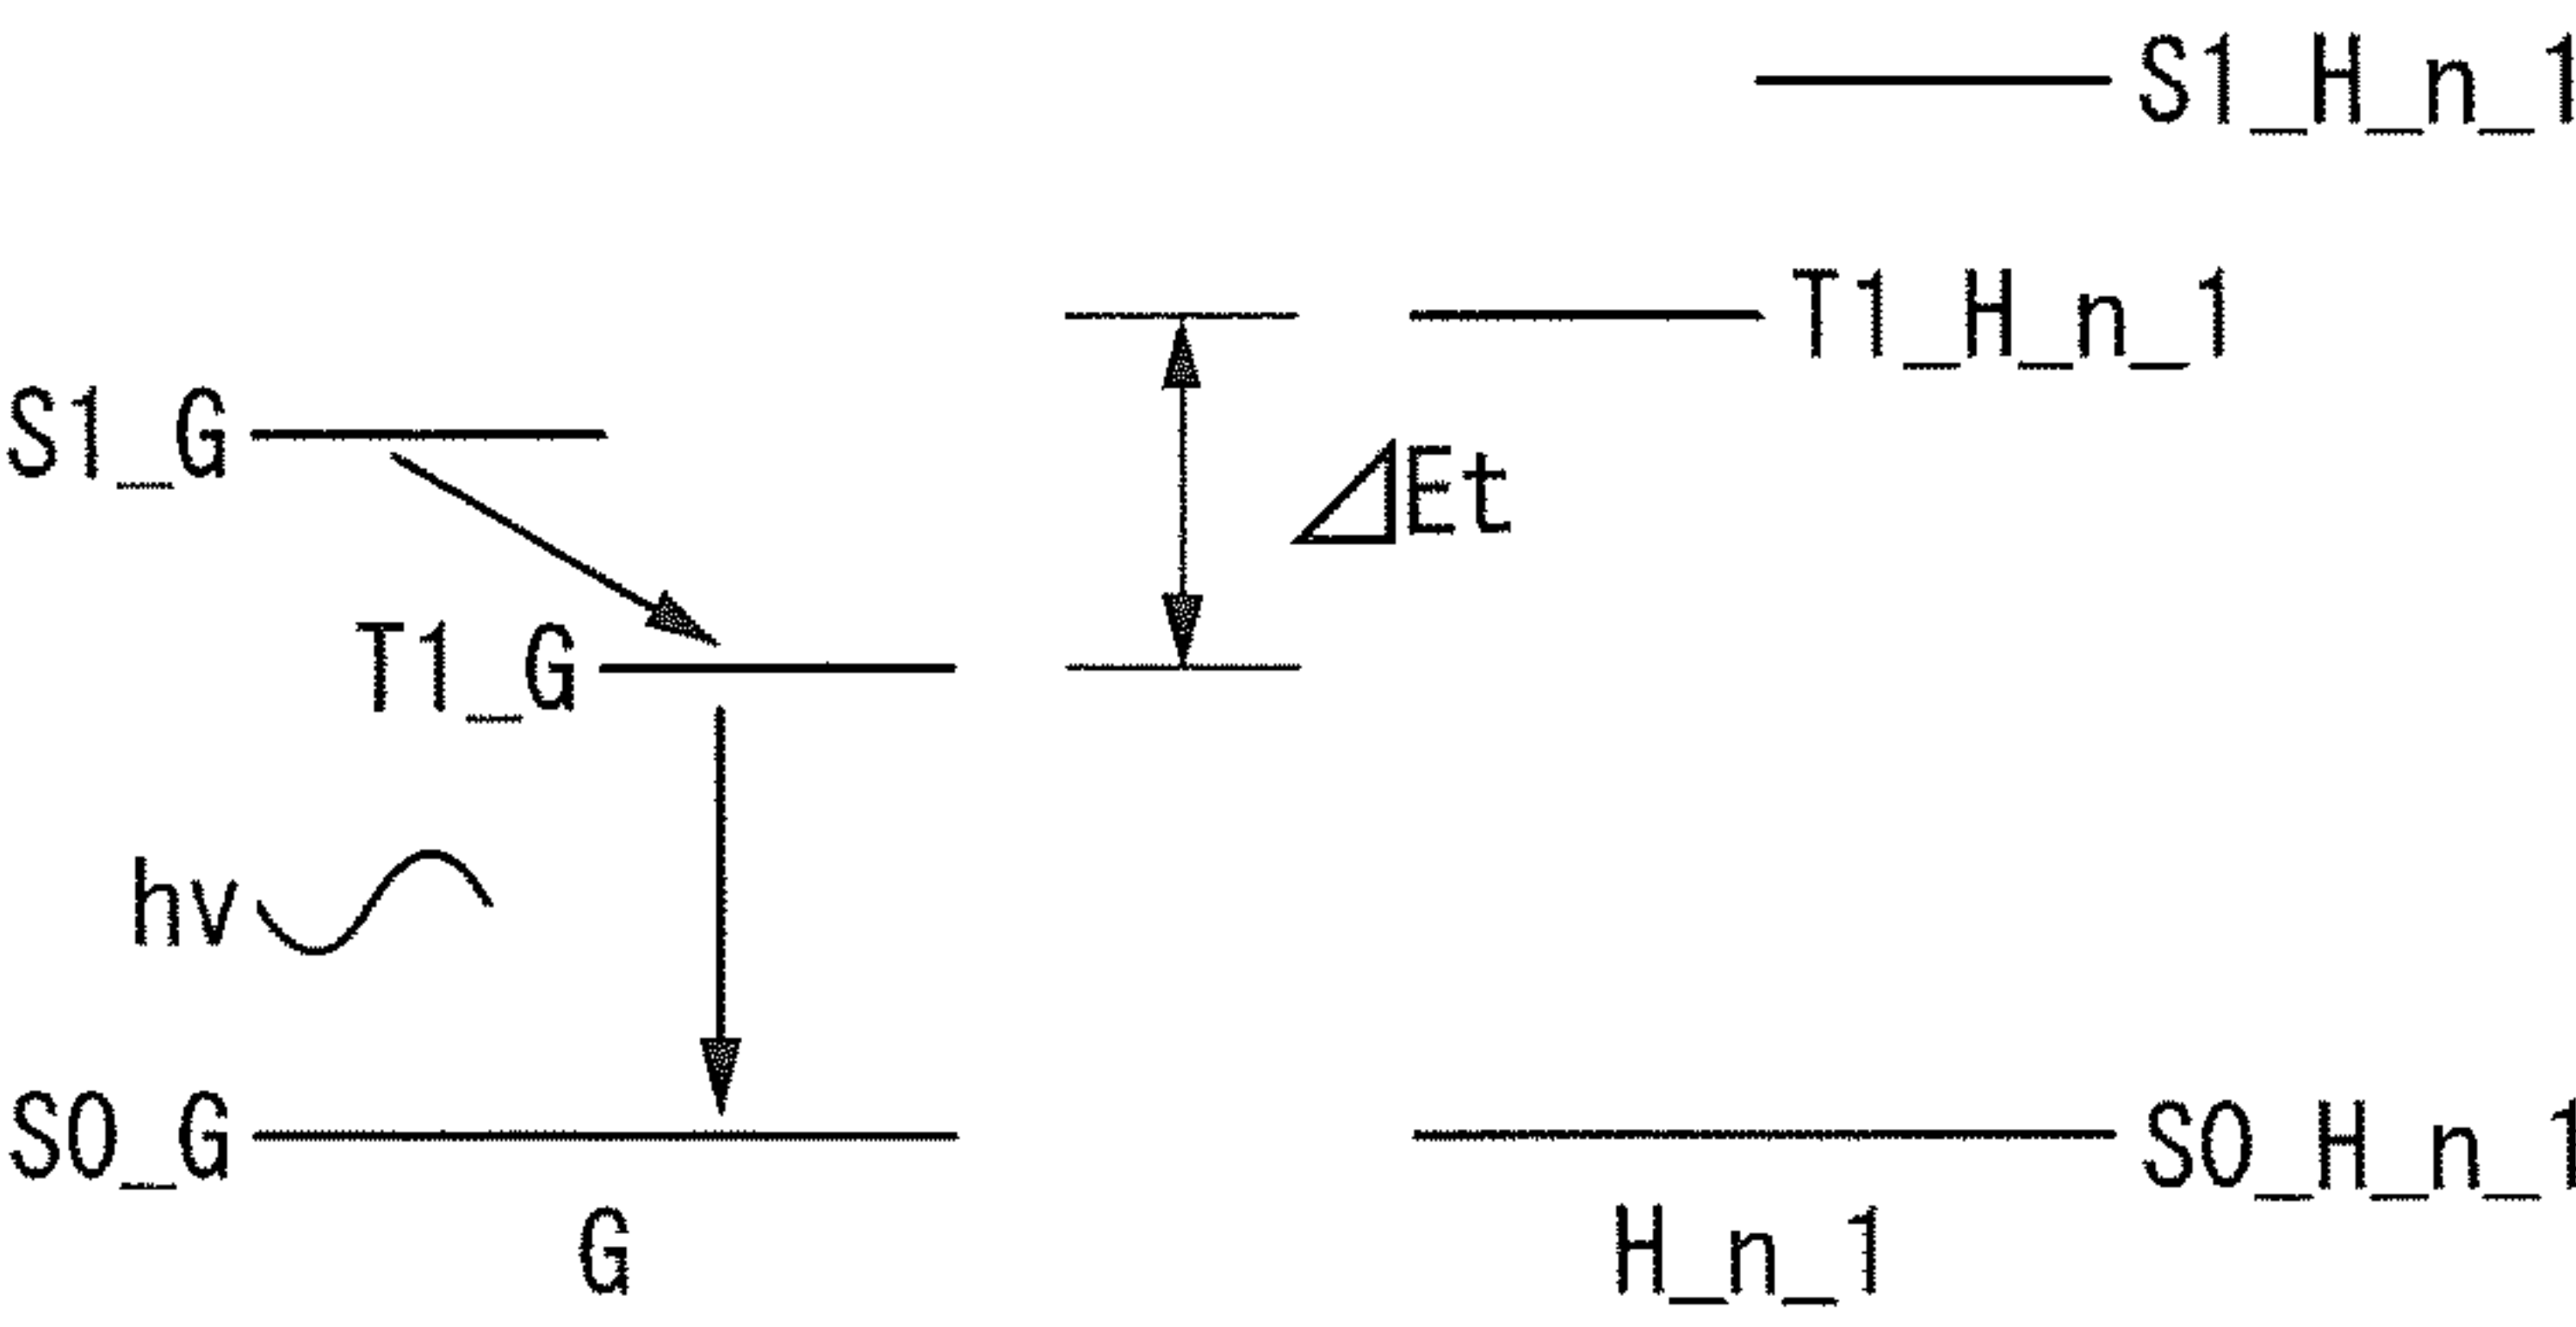 S1_H_n_1
T1_H_n_1
S1_G
⊿Et
T1_G
hv
S0_G
S0_H_n_1
G
H_n_1